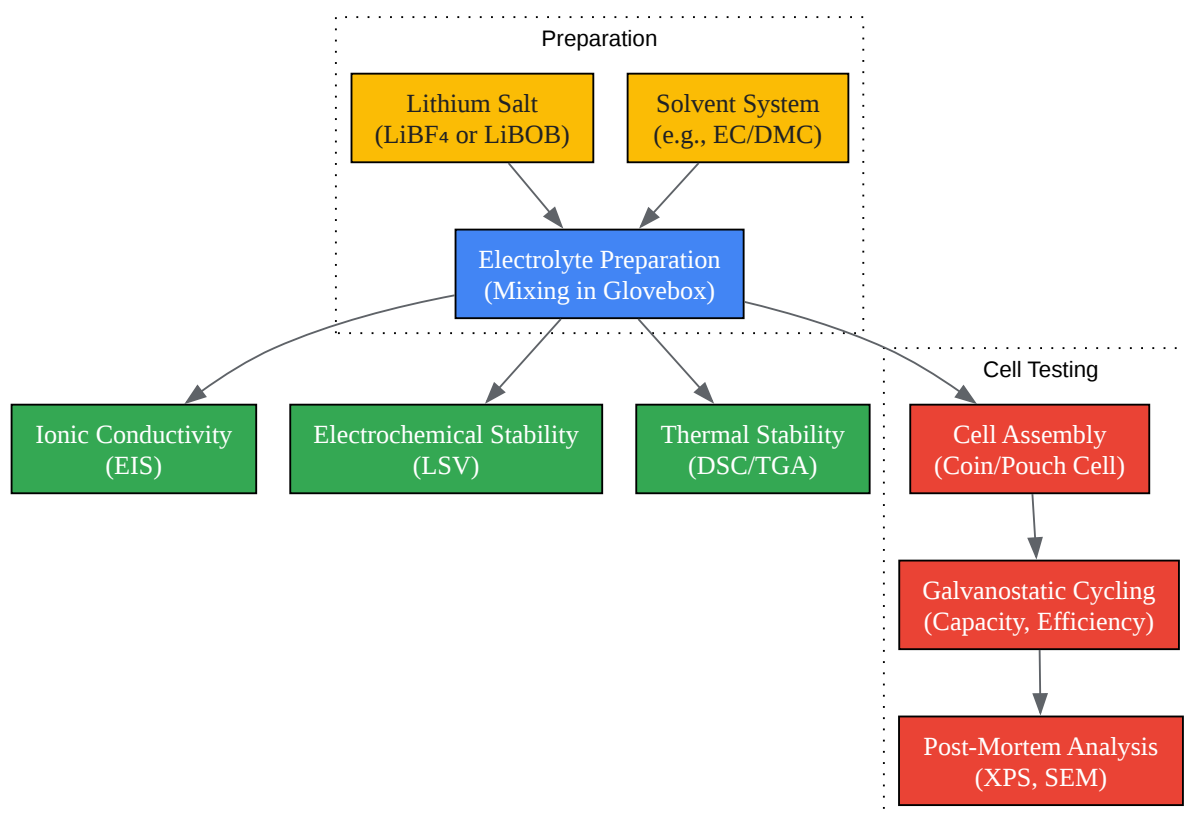 Preparation
Lithium Salt
(LiBF₄ or LiBOB)
Solvent System
(e.g., EC/DMC)
Electrolyte Preparation
(Mixing in Glovebox)
Cell Testing
Ionic Conductivity
(EIS)
Electrochemical Stability
(LSV)
Thermal Stability
(DSC/TGA)
Cell Assembly
(Coin/Pouch Cell)
Galvanostatic Cycling
(Capacity, Efficiency)
Post-Mortem Analysis
(XPS, SEM)